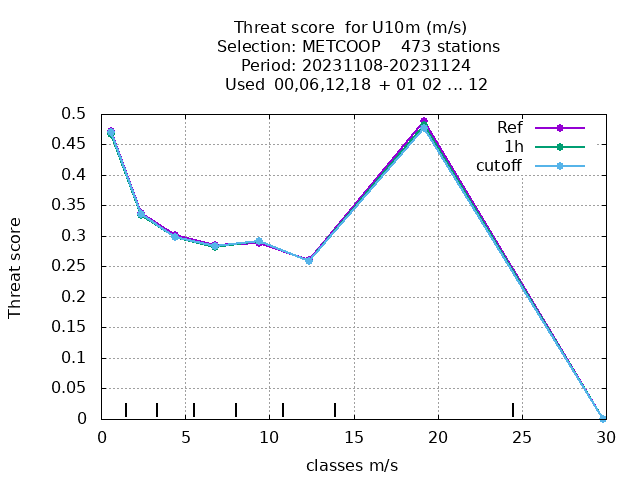 Threat score for U10m (m/s)
Selection: METCOOP 473 stations
Period: 20231108-20231124
Used 00,06,12,18 + 01 02 ... 12
Ref
1h
cutoff
Threat score
0.5
0.45
0.4
0.35
0.3
0.25
0.2
0.15
0.1
0.05
0
0 5 10 15 20 25 30
classes m/s